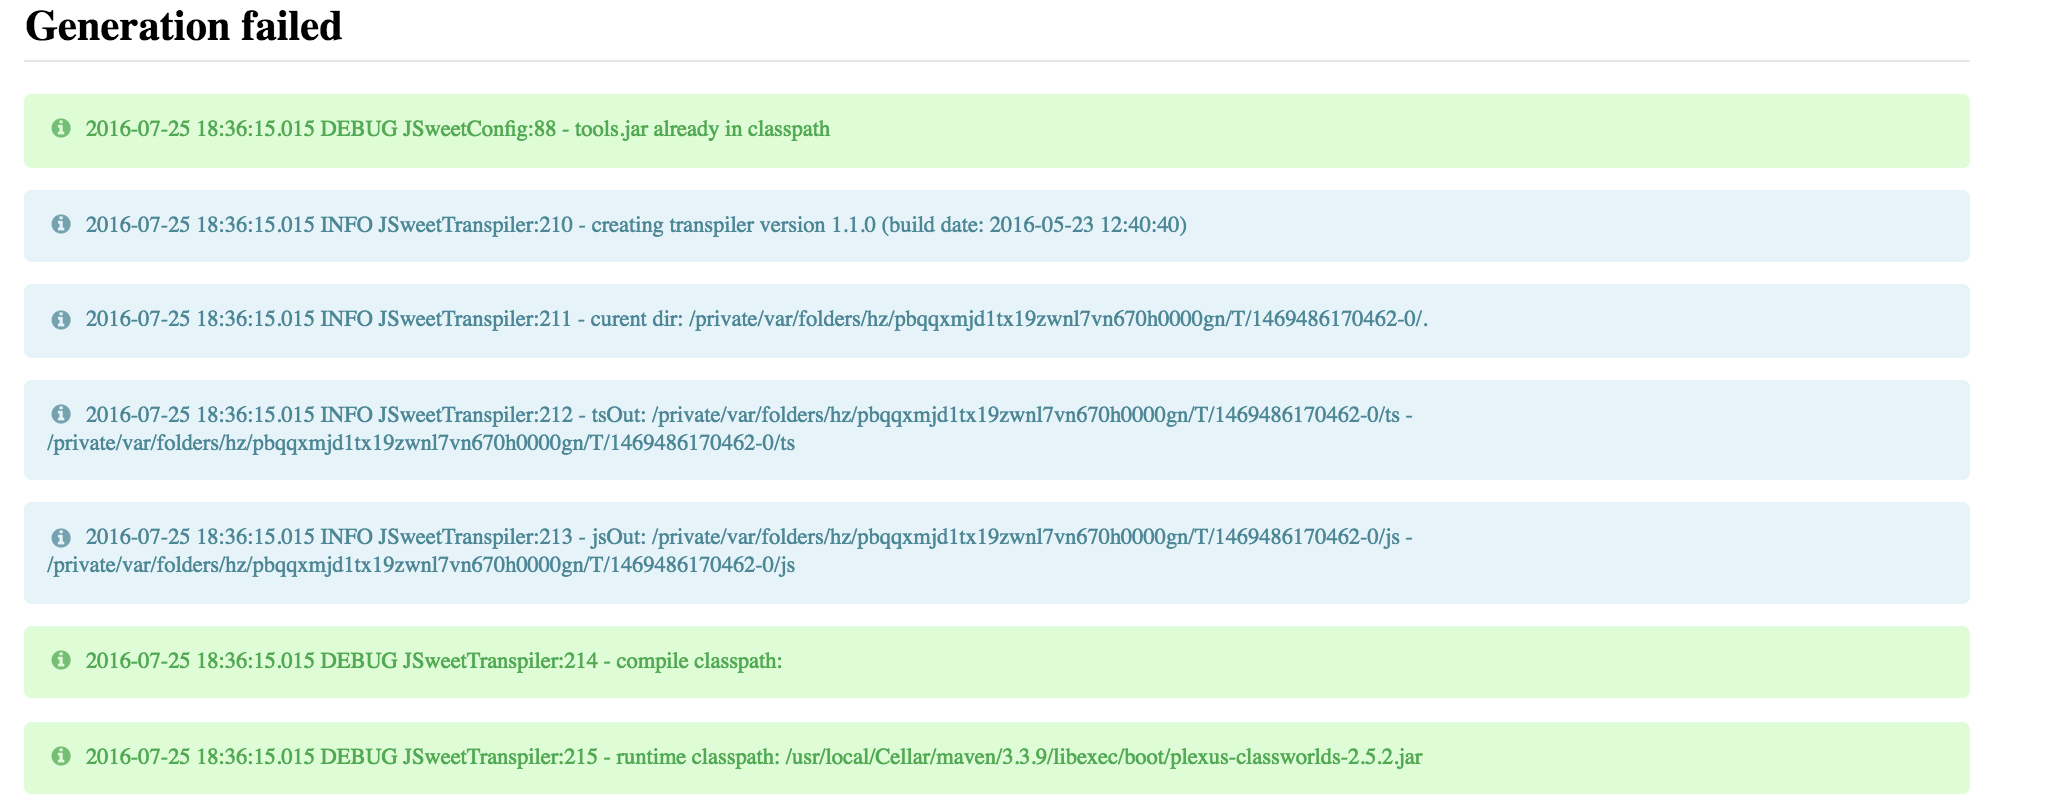 Generation failed
2016-07-25 18:36:15.015 DEBUG JSweetConfig:88 - tools.jar already in classpath
2016-07-25 18:36:15.015 INFO JSweetTranspiler:210 - creating transpiler version 1.1.0 (build date: 2016-05-23 12:40:40)
2016-07-25 18:36:15.015 INFO JSweetTranspiler:211 - curent dir: /private/var/folders/hz/pbqqxmjd1tx19zwnl7vn670h0000gn/T/1469486170462-0/.
2016-07-25 18:36:15.015 INFO JSweetTranspiler:212 - tsOut: /private/var/folders/hz/pbqqxmjd1tx19zwnl7vn670h0000gn/T/1469486170462-0/ts -
/private/var/folders/hz/pbqqxmjd1tx19zwnl7vn670h0000gn/T/1469486170462-0/ts
2016-07-25 18:36:15.015 INFO JSweetTranspiler:213 - jsOut: /private/var/folders/hz/pbqqxmjd1tx19zwnl7vn670h0000gn/T/1469486170462-0/js -
/private/var/folders/hz/pbqqxmjd1tx19zwnl7vn670h0000gn/T/1469486170462-0/js
2016-07-25 18:36:15.015 DEBUG JSweetTranspiler:214 - compile classpath:
2016-07-25 18:36:15.015 DEBUG JSweetTranspiler:215 - runtime classpath: /usr/local/Cellar/maven/3.3.9/libexec/boot/plexus-classworlds-2.5.2.jar